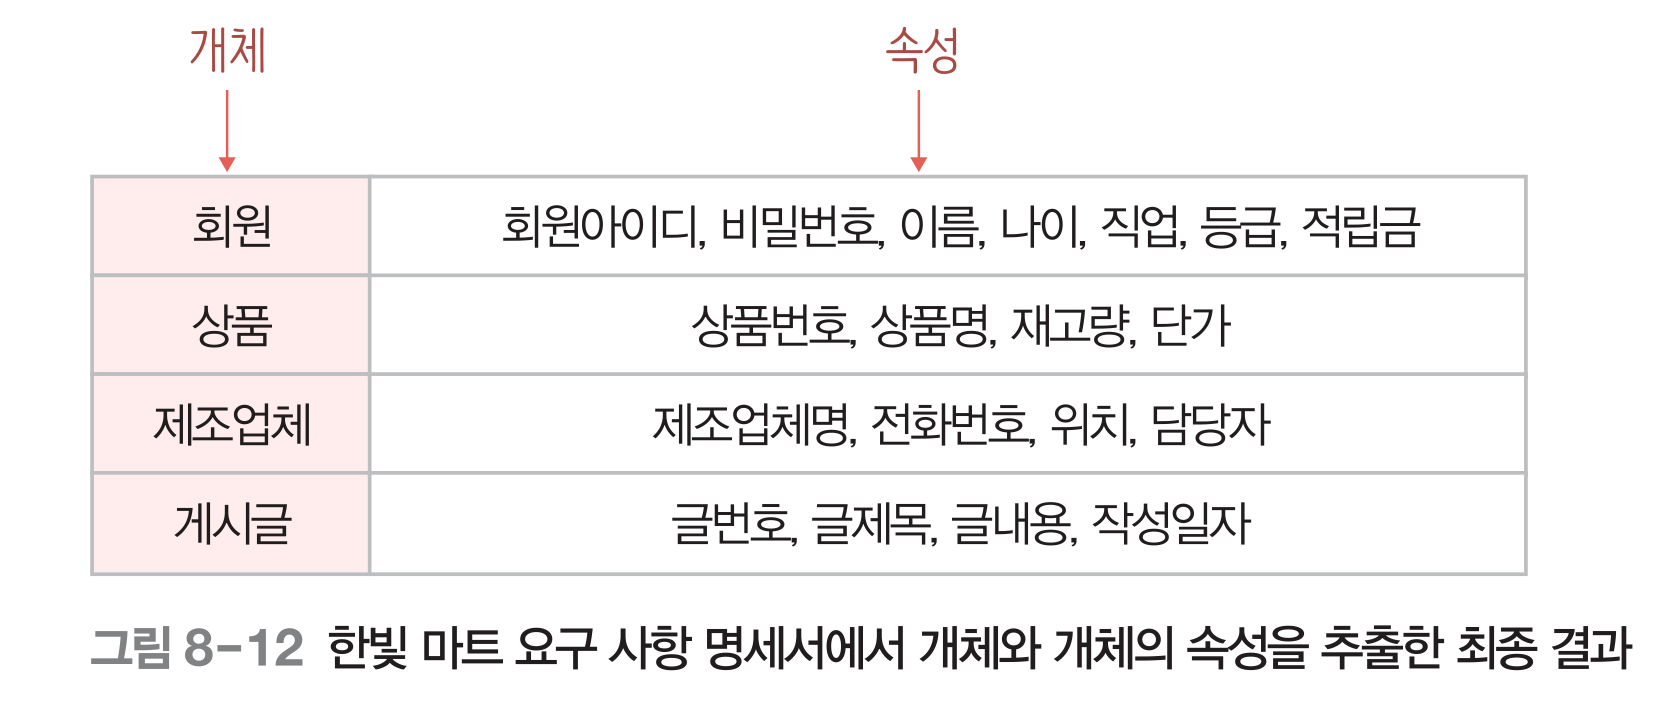 개체 속성
회원 회원아이디, 비밀번호, 이름, 나이, 직업, 등급, 적립금
상품 상품번호, 상품명, 재고량, 단가
제조업체 제조업체명, 전화번호, 위치, 담당자
게시글 글번호, 글제목, 글내용, 작성일자
그림 8-12 한빛 마트 요구 사항 명세서에서 개체와 개체의 속성을 추출한 최종 결과